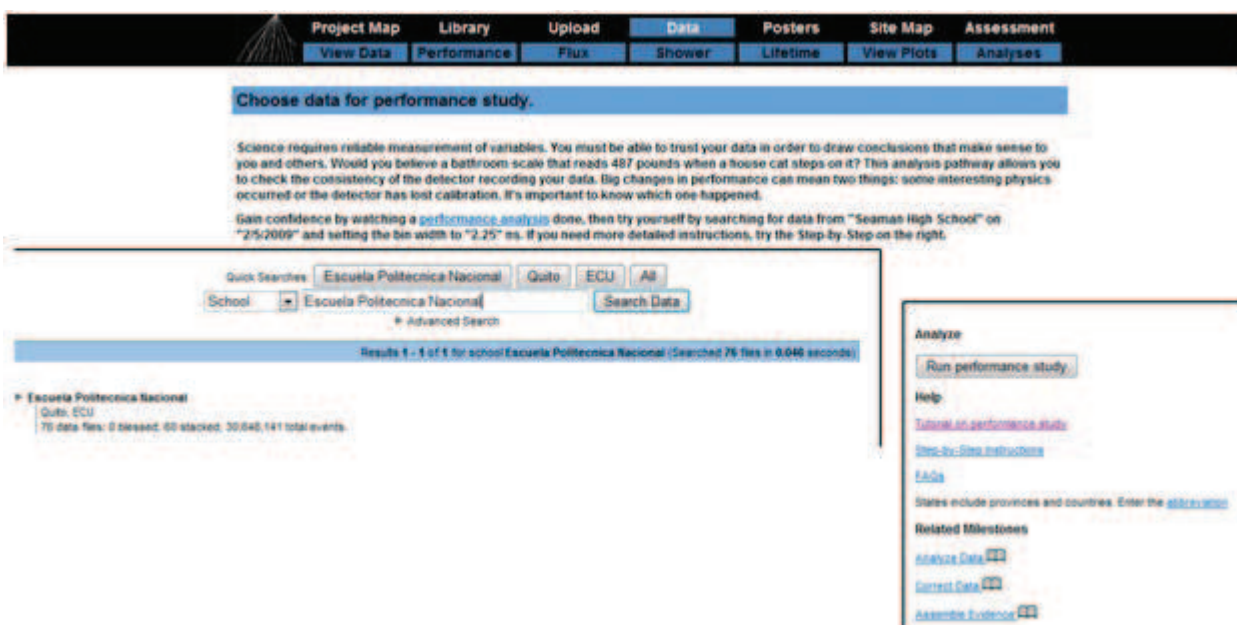 Project Map Library Upload Data Posters Site Map Assessment
View Data Performance Flux Shower Lifetime View Plots Analyses
Choose data for performance study.
Science requires reliable measurement of variables. You must be able to trust your data in order to draw conclusions that make sense to
you and others. Would you believe a bathroom scale that reads 487 pounds when a house cat steps on it? This analysis pathway allows you
to check the consistency of the detector recording your data. Big changes in performance can mean two things: some interesting physics
occurred or the detector has lost calibration. It's important to know which one happened.
Gain confidence by watching a performance analysis done, then try yourself by searching for data from "Seaman High School" on
"2/5/2009" and setting the bin width to "2.25" ns. If you need more detailed instructions, try the Step-by-Step on the right.
Quick Searches: Escuela Politecnica Nacional Quito ECU All
School Escuela Politecnica Nacional Search Data
Advanced Search
Results 1 - 1 of 1 for school Escuela Politecnica Nacional (Searched 76 files in 0.046 seconds)
Escuela Politecnica Nacional
Quito, ECU
76 data files: 0 blessed, 60 stacked, total events.
Analyze
Run performance study
Help
Tutorial on performance study
Step-by-Step Instructions
FAQs
States include provinces and countries. Enter the abbreviation
Related Milestones
Analyze Data
Correct Data
Assemble Evidence